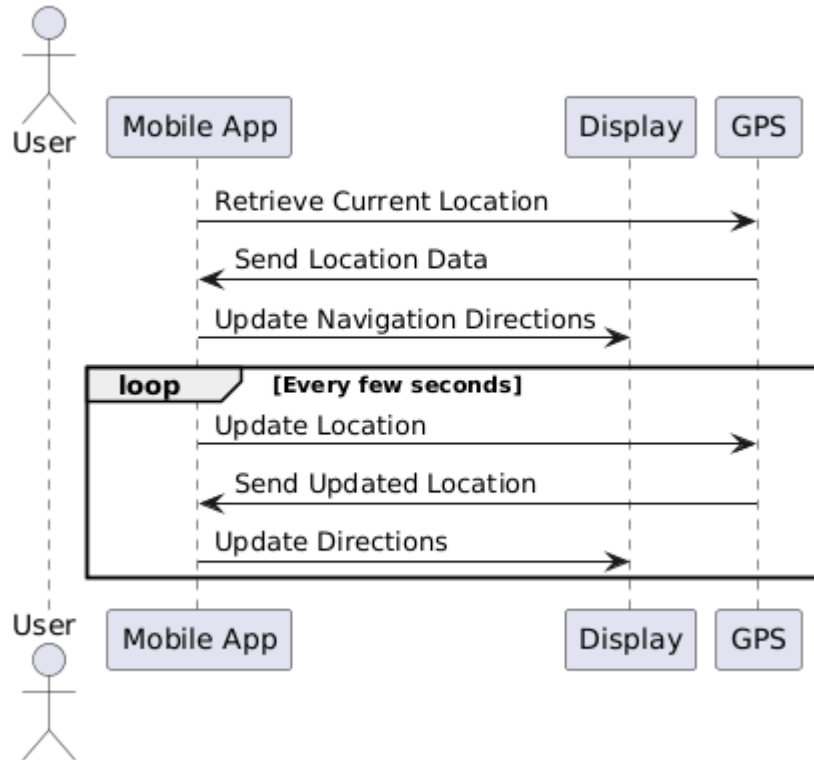 User
Mobile App
Display
GPS
Retrieve Current Location
Send Location Data
Update Navigation Directions
loop
[Every few seconds]
Update Location
Send Updated Location
Update Directions
User
Mobile App
Display
GPS